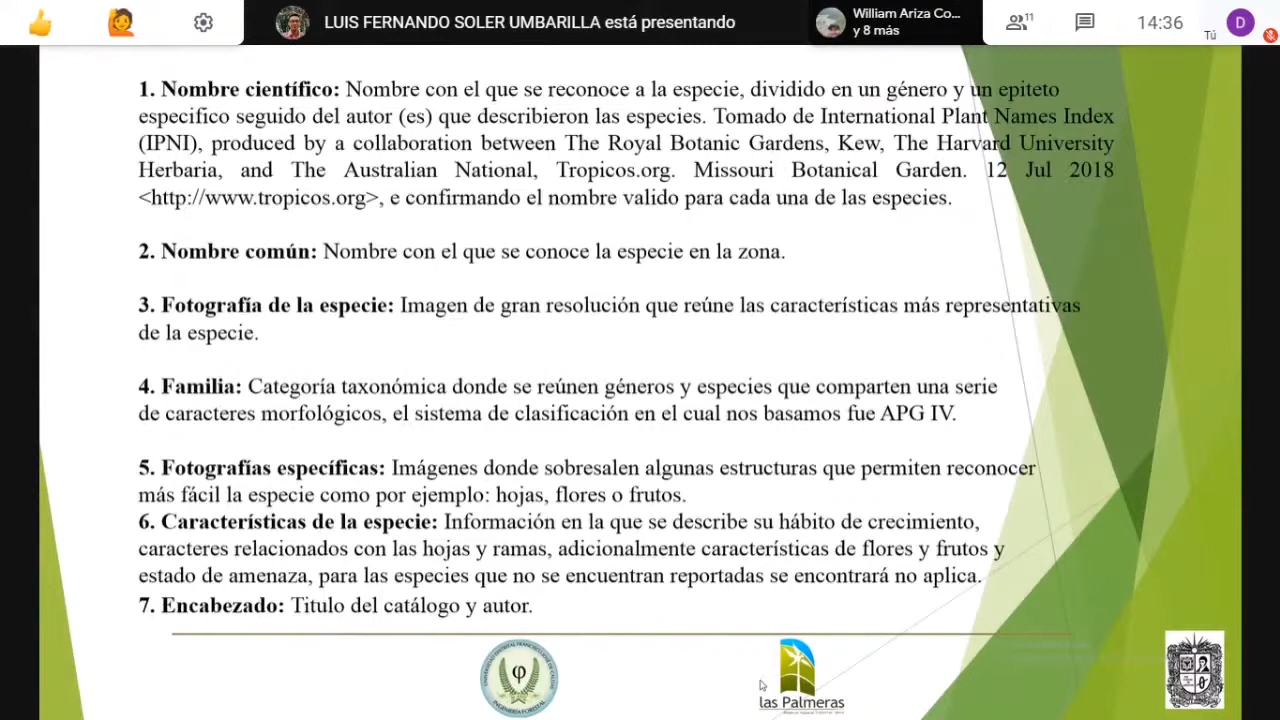 LUIS FERNANDO SOLER UMBARILLA está presentando
William Ariza Co...
y 8 más
11
14:36
Tú
D
1. Nombre científico: Nombre con el que se reconoce a la especie, dividido en un género y un epiteto
especifico seguido del autor (es) que describieron las especies. Tomado de International Plant Names Index
(IPNI), produced by a collaboration between The Royal Botanic Gardens, Kew, The Harvard University
Herbaria, and The Australian National, Tropicos.org. Missouri Botanical Garden. 12 Jul 2018
<http://www.tropicos.org>, e confirmando el nombre valido para cada una de las especies.
2. Nombre común: Nombre con el que se conoce la especie en la zona.
3. Fotografía de la especie: Imagen de gran resolución que reúne las características más representativas
de la especie.
4. Familia: Categoría taxonómica donde se reúnen géneros y especies que comparten una serie
de caracteres morfológicos, el sistema de clasificación en el cual nos basamos fue APG IV.
5. Fotografías específicas: Imágenes donde sobresalen algunas estructuras que permiten reconocer
más fácil la especie como por ejemplo: hojas, flores o frutos.
6. Características de la especie: Información en la que se describe su hábito de crecimiento,
caracteres relacionados con las hojas y ramas, adicionalmente características de flores y frutos y
estado de amenaza, para las especies que no se encuentran reportadas se encontrará no aplica.
7. Encabezado: Titulo del catálogo y autor.
UNIVERSIDAD DISTRITAL FRANCISCO JOSE DE CALDAS
φ
INGENIERIA FORESTAL
las Palmeras